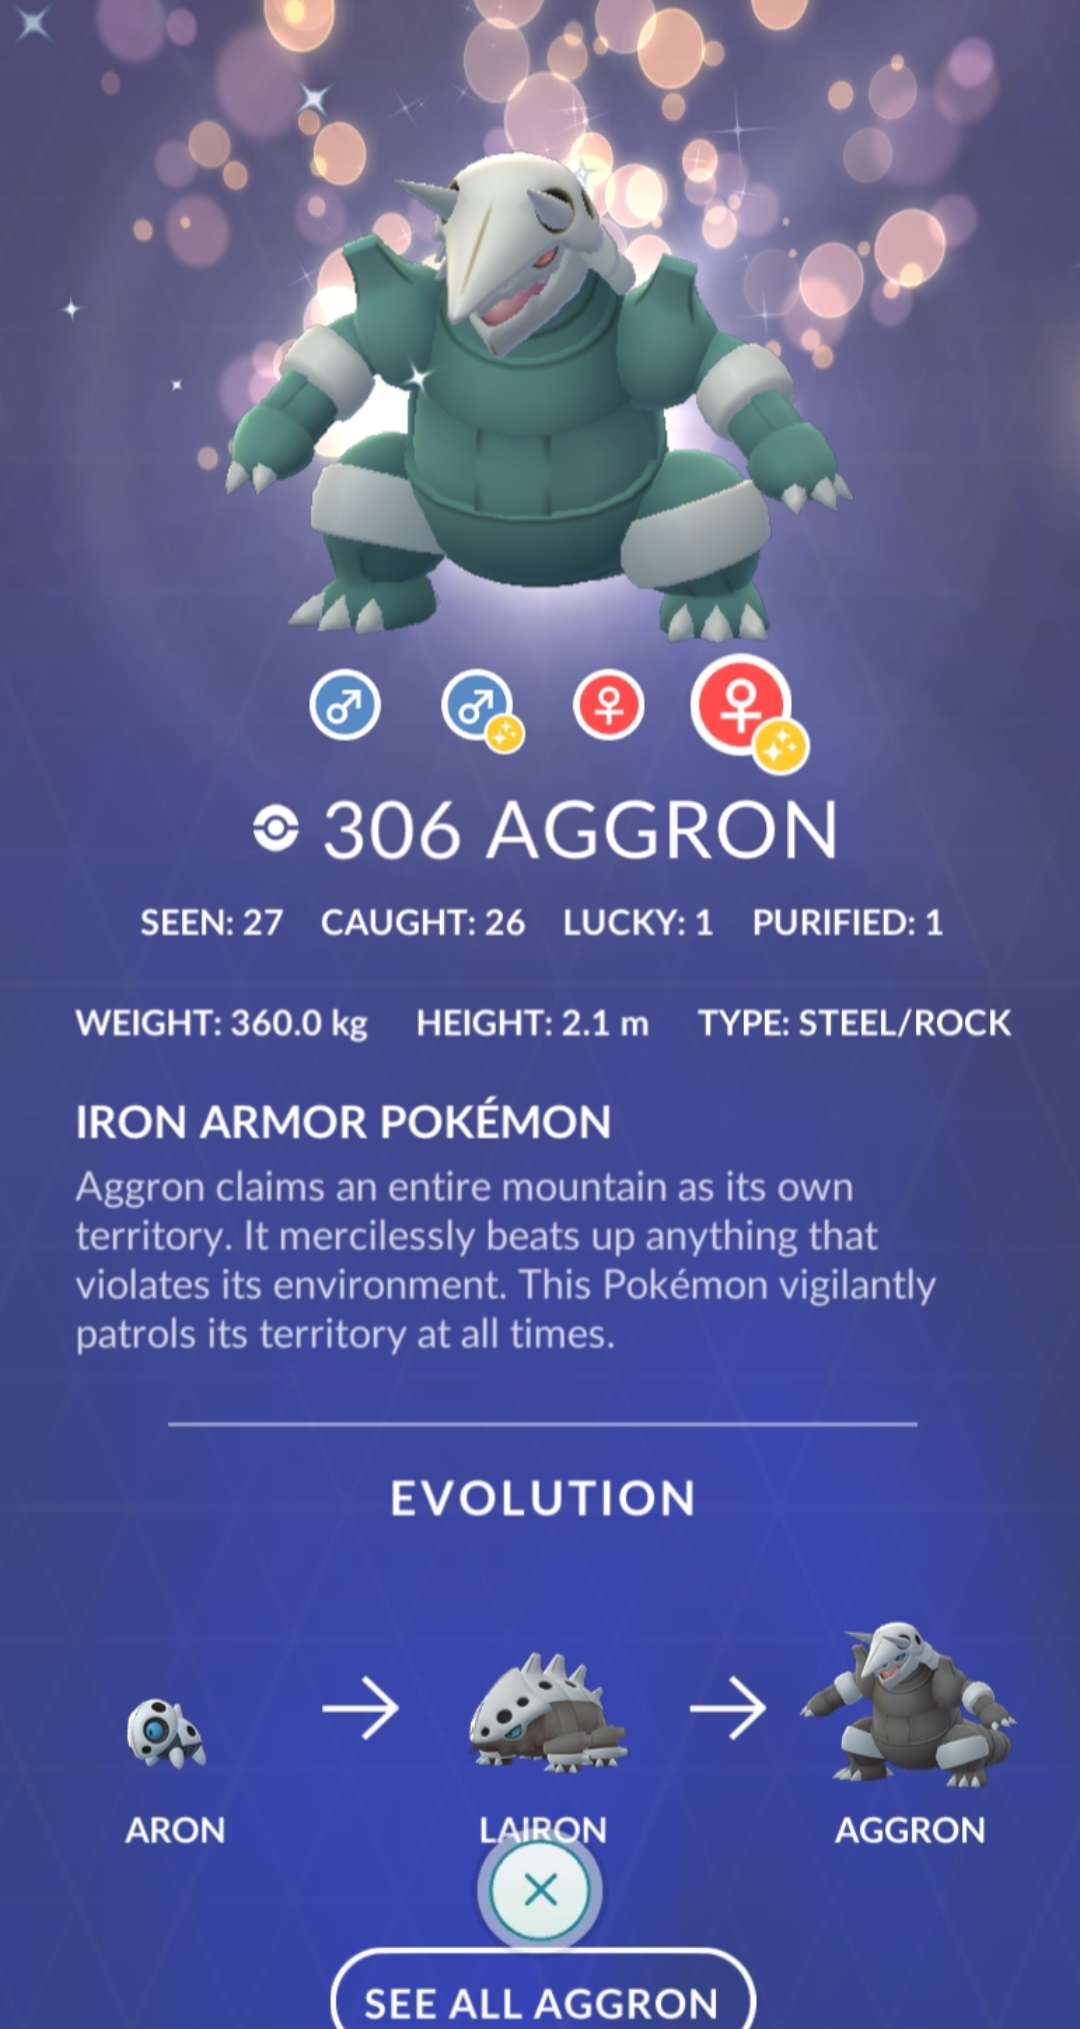 306 AGGRON
SEEN: 27 CAUGHT: 26 LUCKY: 1 PURIFIED: 1
WEIGHT: 360.0 kg HEIGHT: 2.1 m TYPE: STEEL/ROCK
IRON ARMOR POKÉMON
Aggron claims an entire mountain as its own
territory. It mercilessly beats up anything that
violates its environment. This Pokémon vigilantly
patrols its territory at all times.
EVOLUTION
ARON LAIRON AGGRON
SEE ALL AGGRON